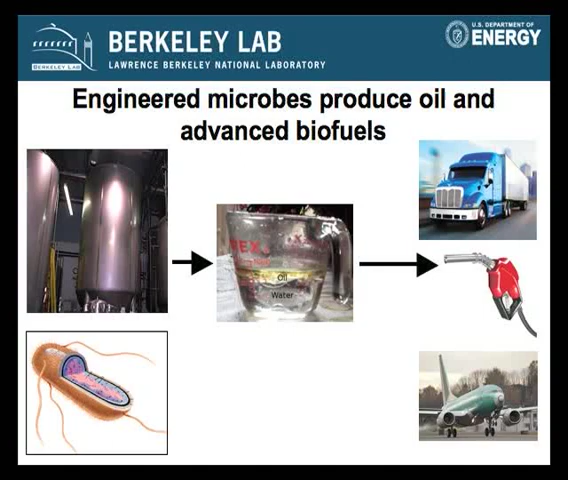 BERKELEY LAB
BERKELEY LAB
LAWRENCE BERKELEY NATIONAL LABORATORY
U.S. DEPARTMENT OF
ENERGY
Engineered microbes produce oil and
advanced biofuels
Oil
Water